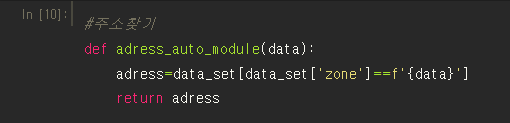 In [10]:
#주소찾기
def adress_auto_module(data):
    adress=data_set[data_set['zone']==f'{data}']
    return adress